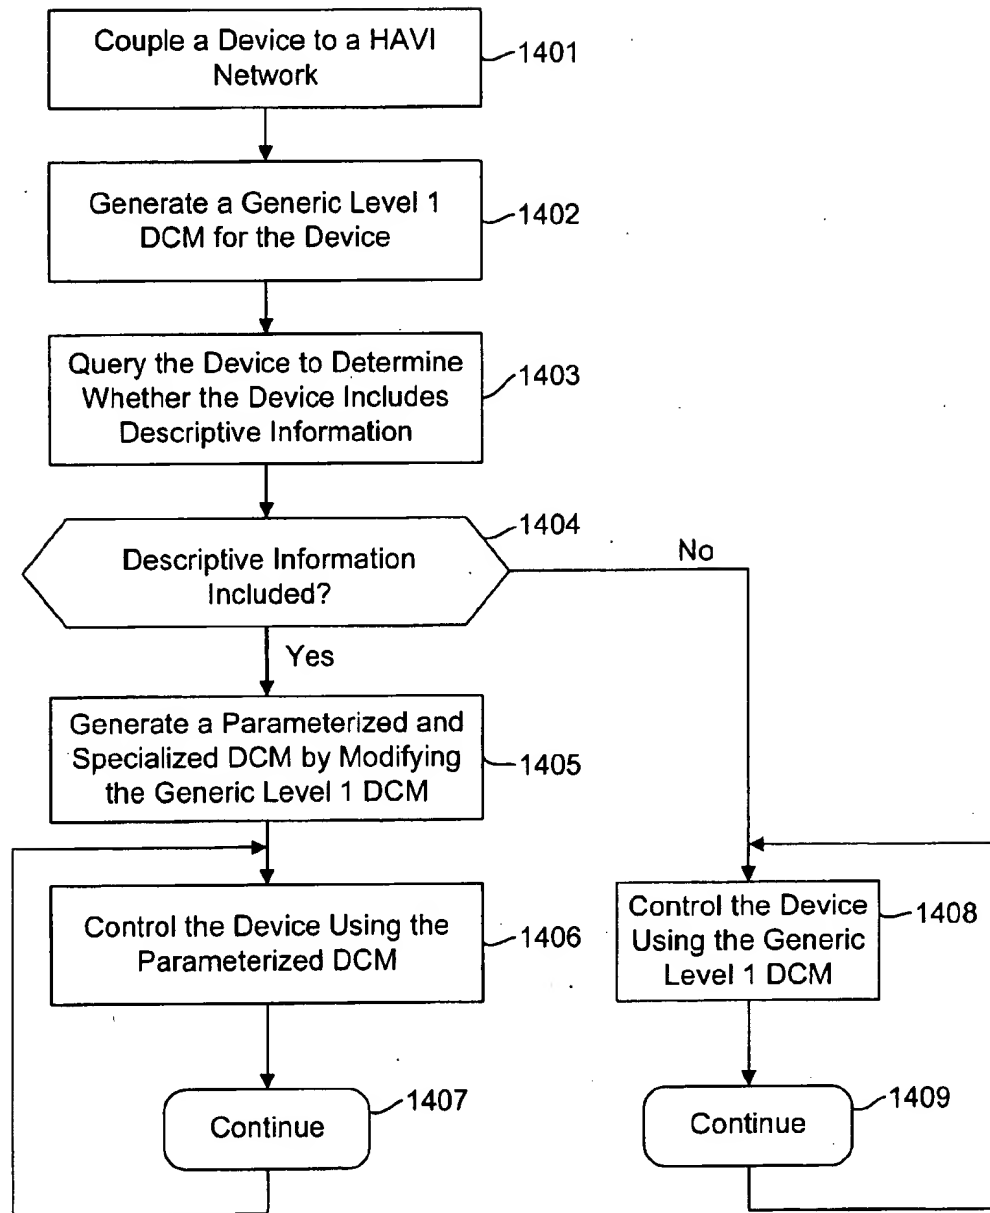 Couple a Device to a HAVI
Network
1401
Generate a Generic Level 1
DCM for the Device
1402
Query the Device to Determine
Whether the Device Includes
Descriptive Information
1403
Descriptive Information
Included?
1404
No
Yes
Generate a Parameterized and
Specialized DCM by Modifying
the Generic Level 1 DCM
1405
Control the Device Using the
Parameterized DCM
1406
Control the Device
Using the Generic
Level 1 DCM
1408
Continue
1407
Continue
1409